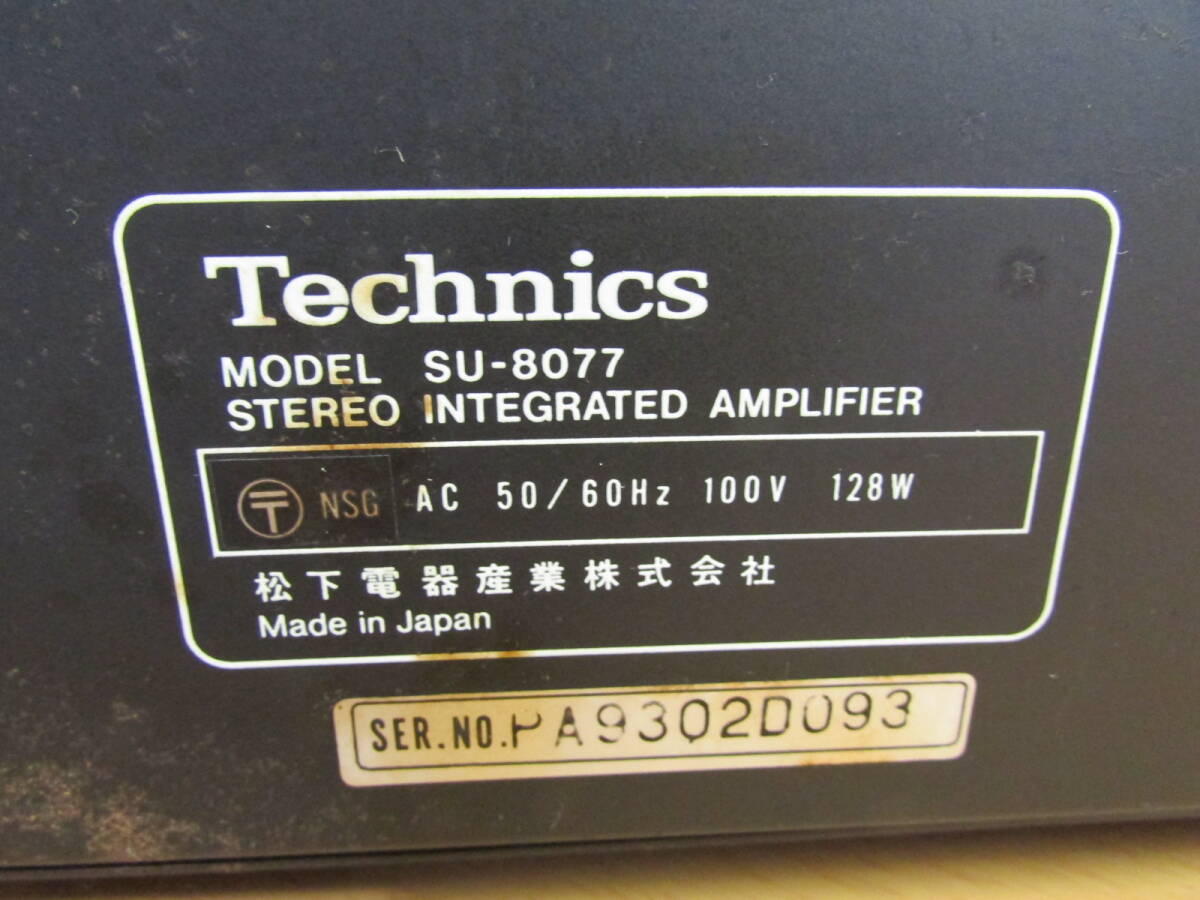 Technics
MODEL SU-8077
STEREO INTEGRATED AMPLIFIER
〒 NSG AC 50/60Hz 100V 128W
松下電器産業株式会社
Made in Japan
SER.NO.PA9302D093